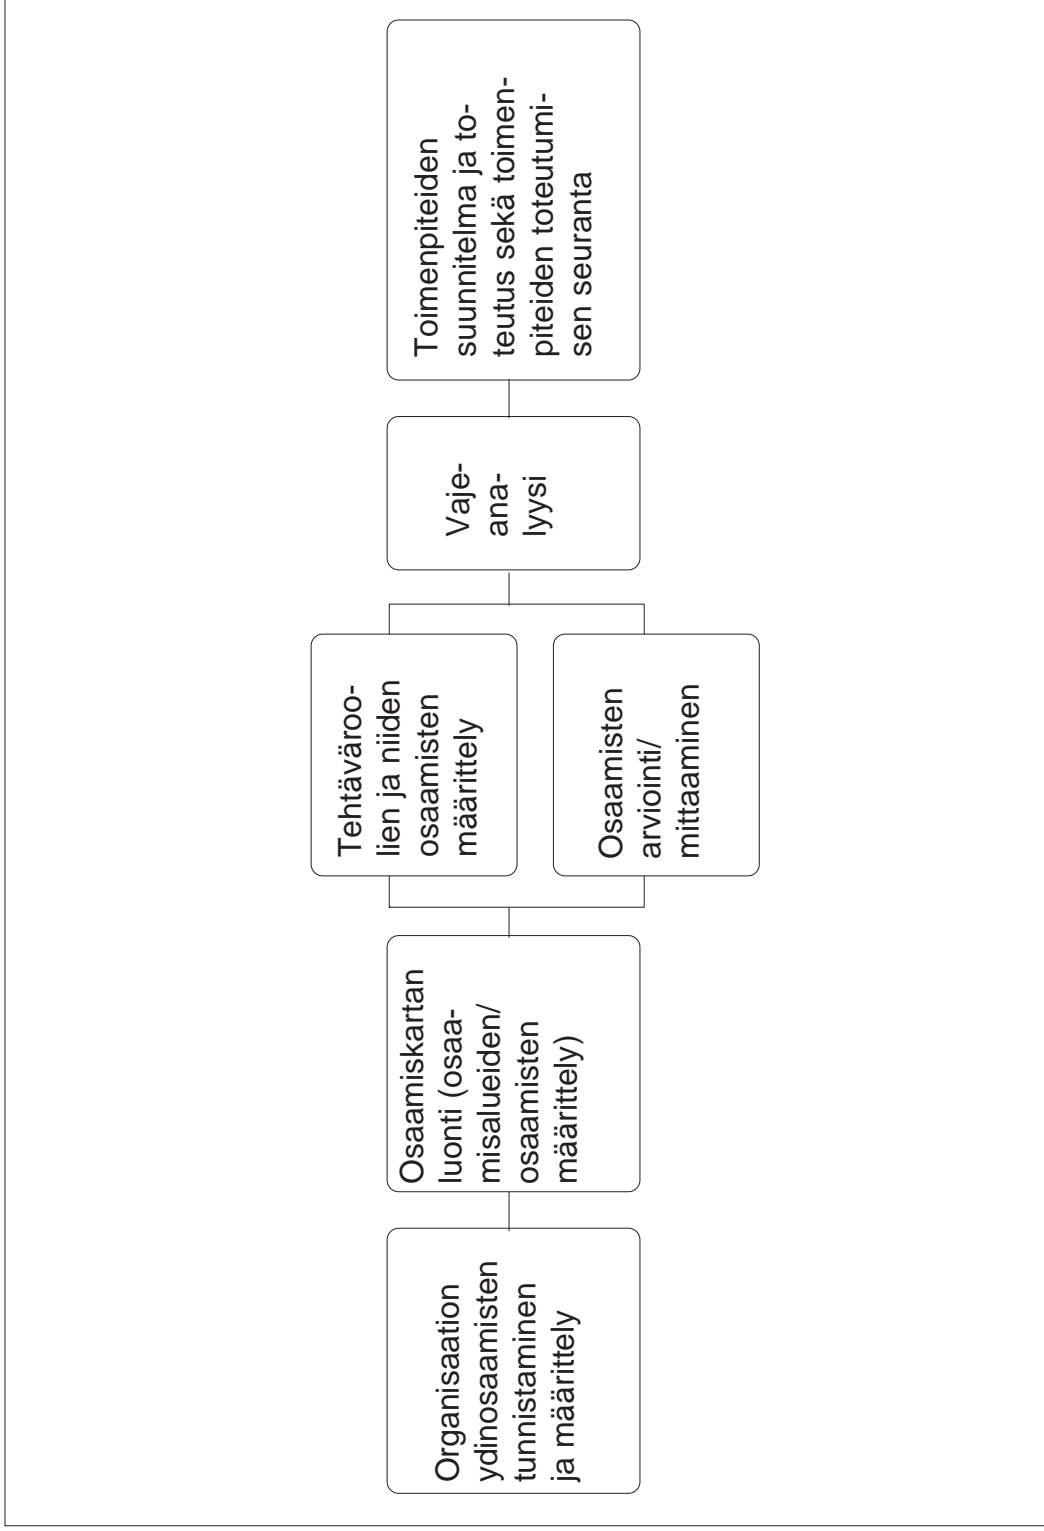 Organisaation
ydinosaamisten
tunnistaminen
ja määrittely
Osaamiskartan
luonti (osaa-
misalueiden/
osaamisten
määrittely)
Tehtäväroo-
lien ja niiden
osaamisten
määrittely
Osaamisten
arviointi/
mittaaminen
Vaje-
ana-
lyysi
Toimenpiteiden
suunnitelma ja to-
teutus sekä toimen-
piteiden toteutumi-
sen seuranta